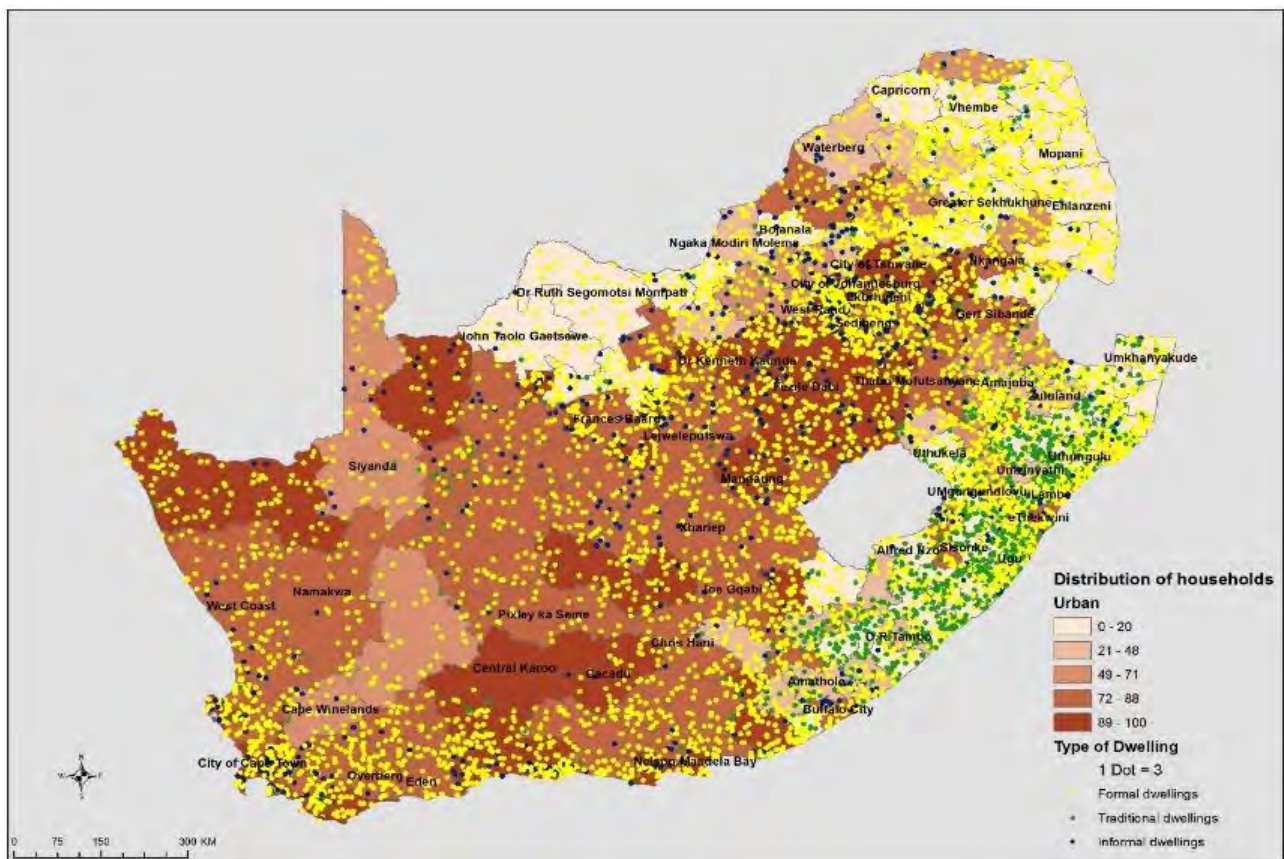 Capricorn
Vhembe
Waterberg
Mopani
Greater Sekhukhune
Ehlanzeni
Bojanala
Ngaka Modiri Molema
City of Tshwane
Nkangala
Dr Ruth Segomotsi Mompati
City of Johannesburg
Ekurhuleni
West Rand
Sedibeng
Gert Sibande
John Taolo Gaetsewe
Umkhanyakude
Dr Kenneth Kaunda
Fezile Dabi
Thabo Mofutsanyane
Amajuba
Zululand
Frances Baard
Lejweleputswa
Siyanda
Uthukela
Uthungulu
Umzinyathi
Mangaung
UMgungundlovu
iLembe
eThekwini
Xhariep
Alfred Nzo
Sisonke
Ugu
Namakwa
West Coast
Pixley ka Seme
Joe Gqabi
Chris Hani
O.R.Tambo
Central Karoo
Cacadu
Amathole
Buffalo City
Cape Winelands
City of Cape Town
Overberg
Eden
Nelson Mandela Bay
Distribution of households
Urban
0 - 20
21 - 48
49 - 71
72 - 88
89 - 100
Type of Dwelling
1 Dot = 3
Formal dwellings
Traditional dwellings
Informal dwellings
N
W
E
S
0 75 150 300 KM